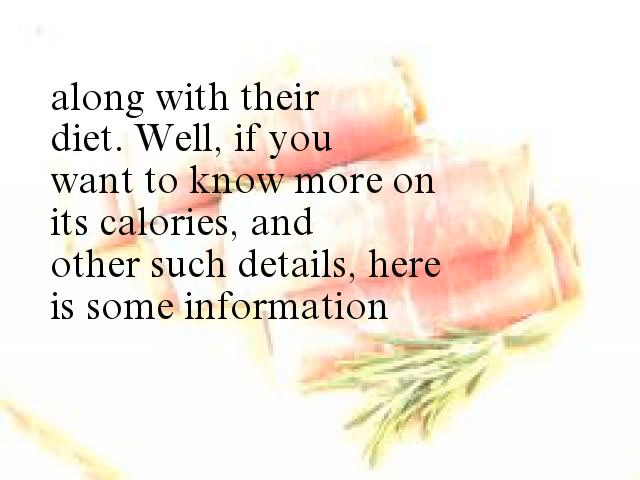 along with their
diet. Well, if you
want to know more on
its calories, and
other such details, here
is some information